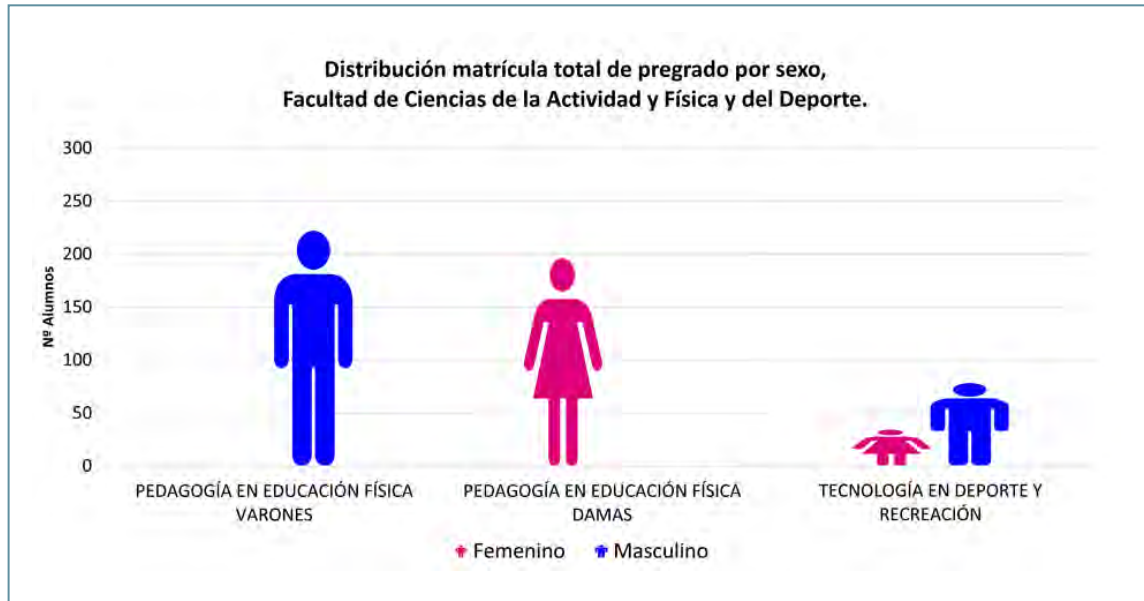 Distribución matrícula total de pregrado por sexo,
Facultad de Ciencias de la Actividad y Física y del Deporte.
300
250
200
150
100
50
0
Nº Alumnos
PEDAGOGÍA EN EDUCACIÓN FÍSICA
VARONES
PEDAGOGÍA EN EDUCACIÓN FÍSICA
DAMAS
TECNOLOGÍA EN DEPORTE Y
RECREACIÓN
Femenino
Masculino